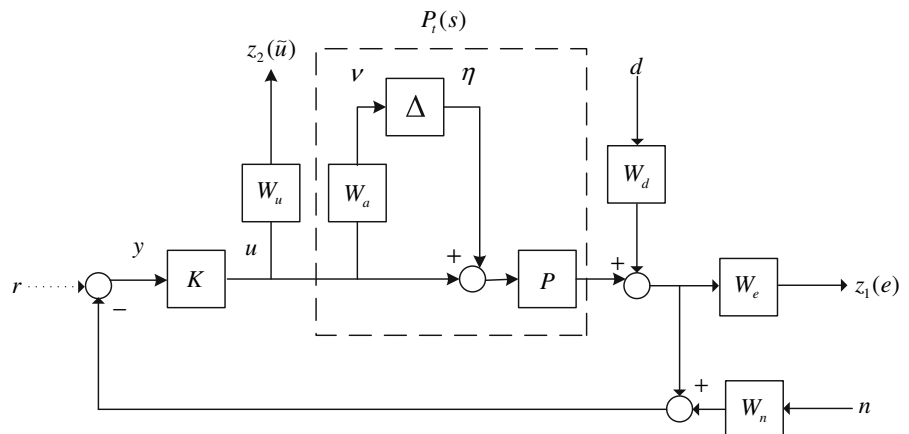 P_t(s)
z_2(ũ)
ν
η
d
Δ
W_u
W_a
W_d
y
u
+
+
r
K
P
W_e
z_1(e)
−
+
W_n
n